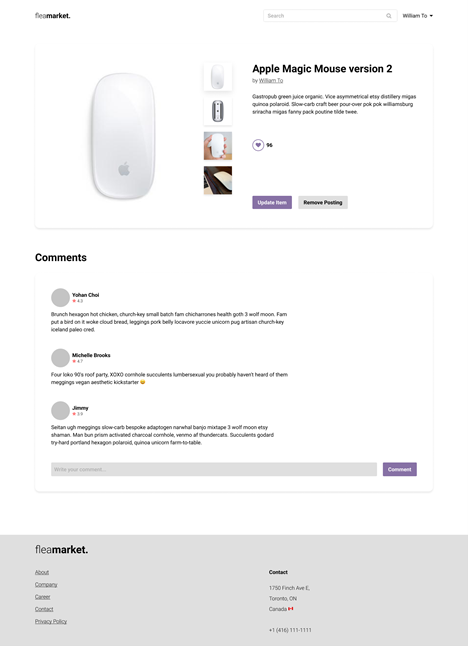 fleamarket.
Search
William To
Apple Magic Mouse version 2
by William To
Gastropub green juice organic. Vice asymmetrical etsy distillery migas
quinoa polaroid. Slow-carb craft beer pour-over pok pok williamsburg
sriracha migas fanny pack poutine tilde twee.
96
Update Item
Remove Posting
Comments
Yohan Choi
4.3
Brunch hexagon hot chicken, church-key small batch fam chicharrones health goth 3 wolf moon. Fam
put a bird on it woke cloud bread, leggings pork belly locavore yuccie unicorn pug artisan church-key
iceland paleo cred.
Michelle Brooks
4.7
Four loko 90's roof party, XOXO cornhole succulents lumbersexual you probably haven't heard of them
meggings vegan aesthetic kickstarter 😄
Jimmy
3.9
Seitan ugh meggings slow-carb bespoke adaptogen narwhal banjo mixtape 3 wolf moon etsy
shaman. Man bun prism activated charcoal cornhole, venmo af thundercats. Succulents godard
try-hard portland hexagon polaroid, quinoa unicorn farm-to-table.
Write your comment...
Comment
fleamarket.
About
Company
Career
Contact
Privacy Policy
Contact
1750 Finch Ave E,
Toronto, ON
Canada 🇨🇦
+1 (416) 111-1111